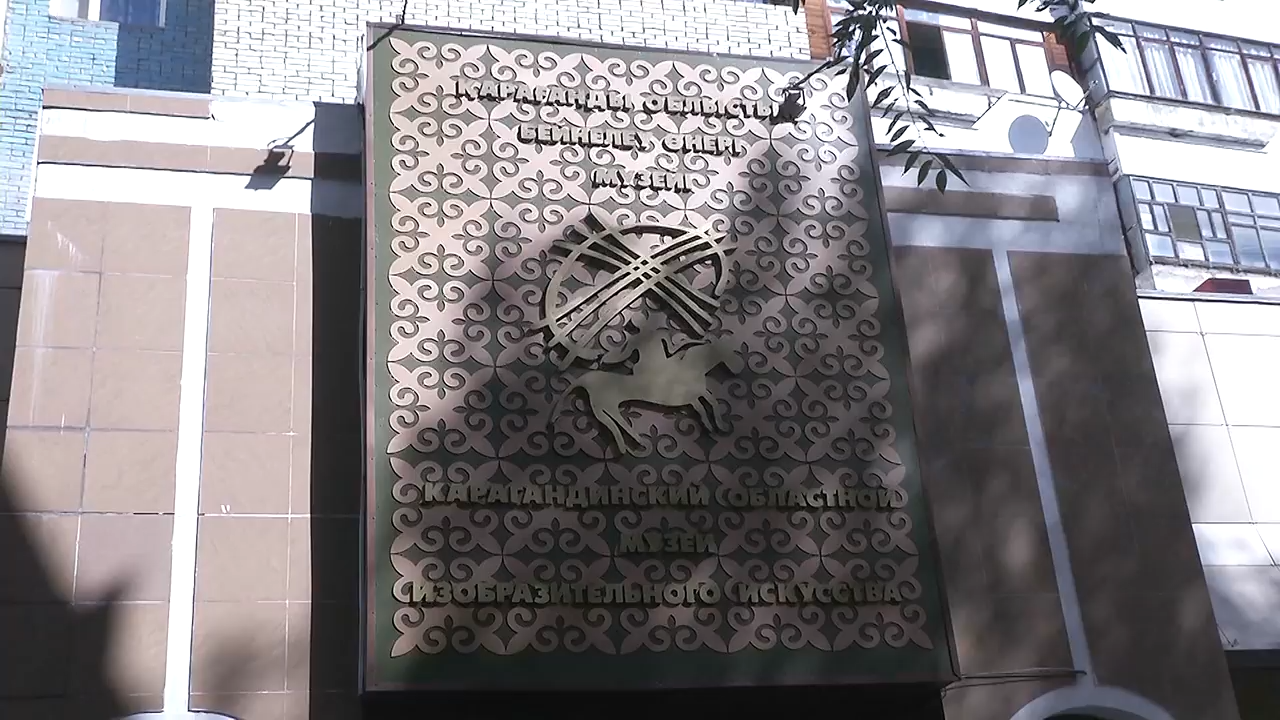 ҚАРАҒАНДЫ ОБЛЫСТЫҚ
БЕЙНЕЛЕУ ӨНЕРІ
МУЗЕЙІ
КАРАГАНДИНСКИЙ ОБЛАСТНОЙ
МУЗЕЙ
ИЗОБРАЗИТЕЛЬНОГО ИСКУССТВА